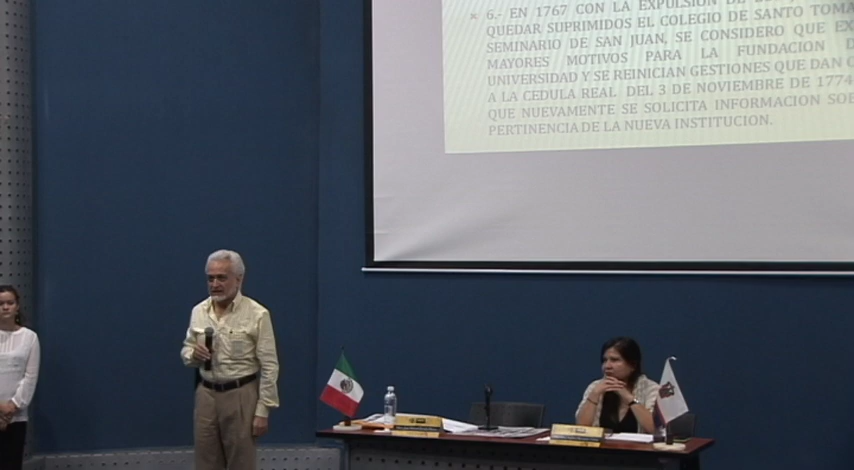 6.- EN 1767 CON LA EXPULSIÓN DE
QUEDAR SUPRIMIDOS EL COLEGIO DE SANTO TOMA
SEMINARIO DE SAN JUAN, SE CONSIDERO QUE EX
MAYORES MOTIVOS PARA LA FUNDACION D
UNIVERSIDAD Y SE REINICIAN GESTIONES QUE DAN O
A LA CEDULA REAL DEL 3 DE NOVIEMBRE DE 1774
QUE NUEVAMENTE SE SOLICITA INFORMACION SOB
PERTINENCIA DE LA NUEVA INSTITUCION.